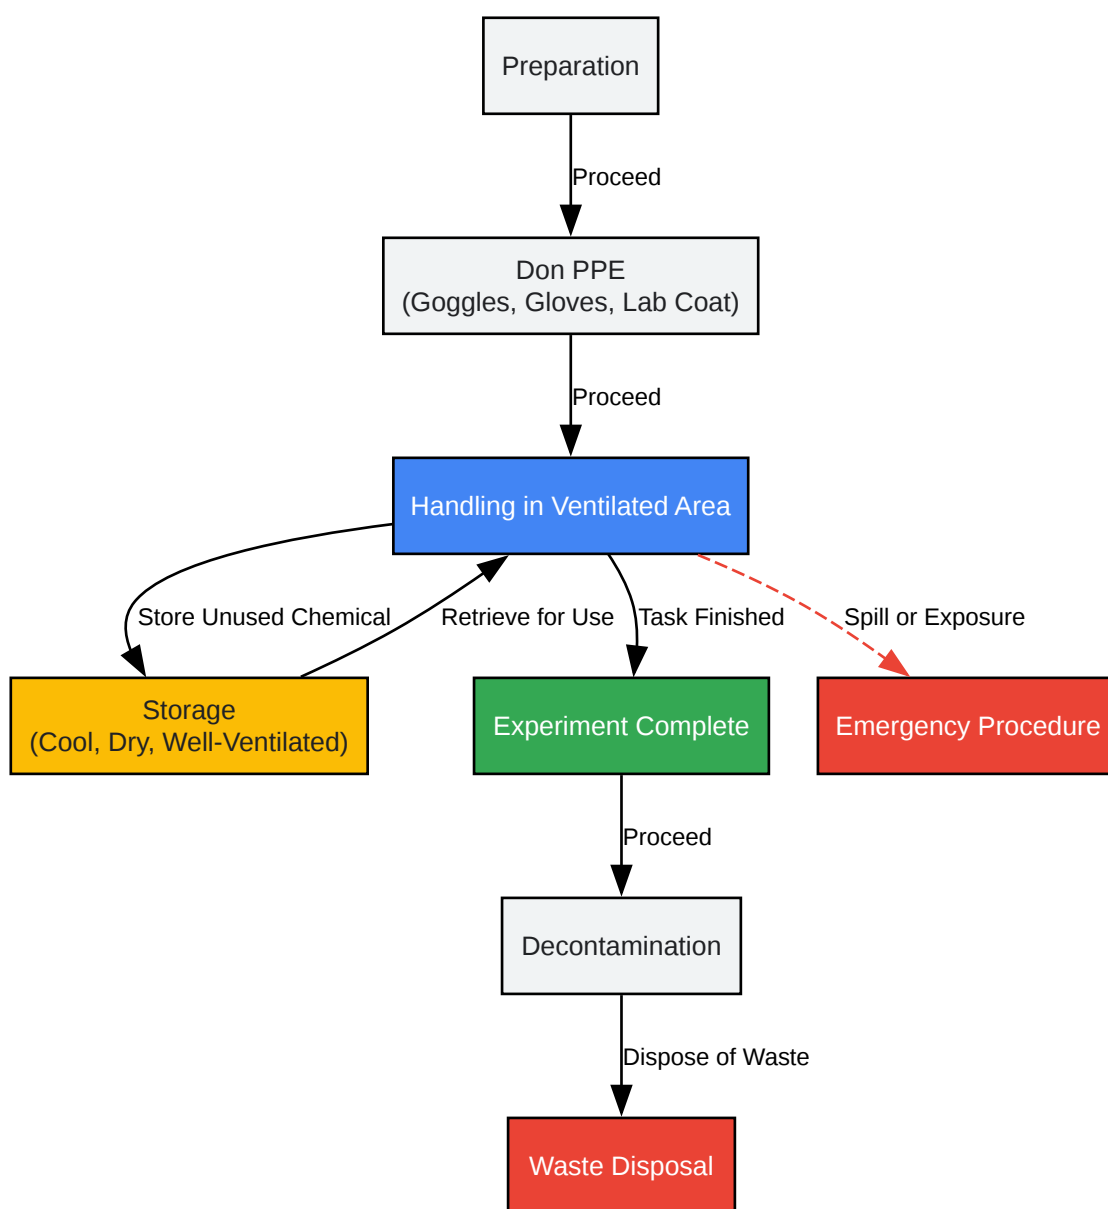 Preparation
Proceed
Don PPE
(Goggles, Gloves, Lab Coat)
Proceed
Handling in Ventilated Area
Store Unused Chemical
Retrieve for Use
Task Finished
Spill or Exposure
Storage
(Cool, Dry, Well-Ventilated)
Experiment Complete
Emergency Procedure
Proceed
Decontamination
Dispose of Waste
Waste Disposal